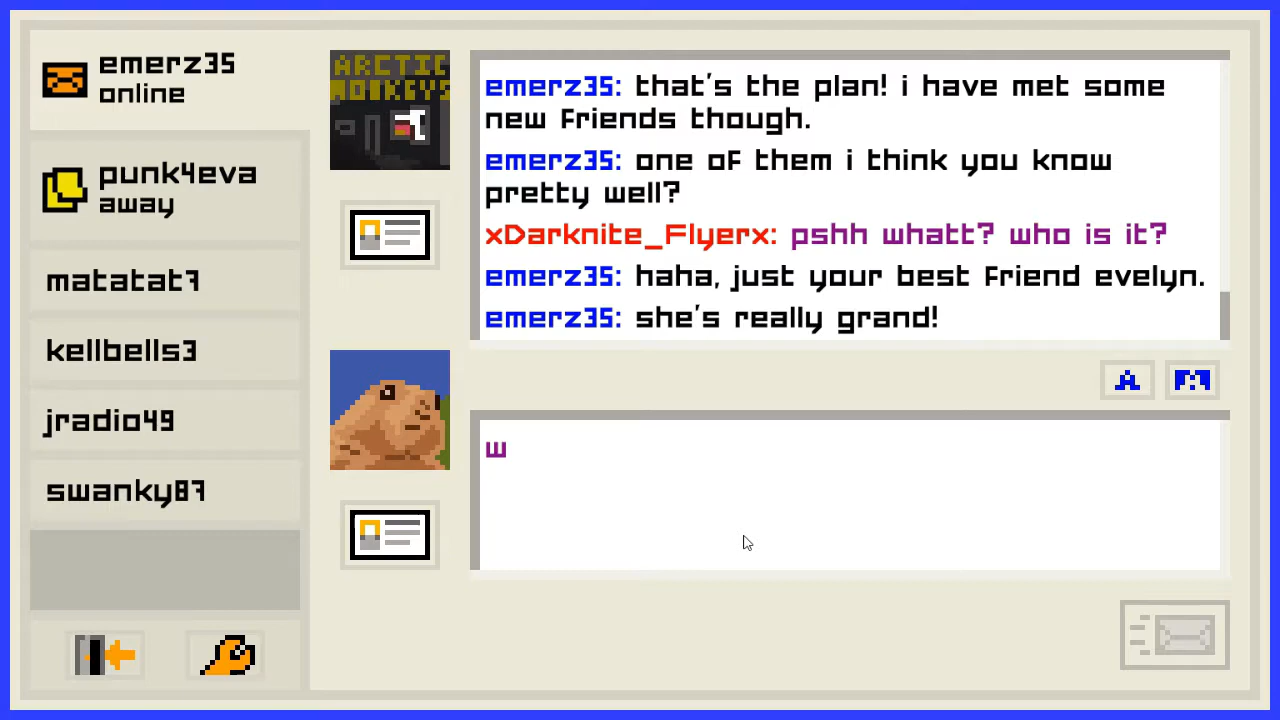 emerz35
online
punk4eva
away
matatat7
kellbells3
jradio49
swanky87
ARCTIC
MONKEYS
emerz35: that's the plan! i have met some
new friends though.
emerz35: one of them i think you know
pretty well?
xDarknite_Flyerx: pshh whatt? who is it?
emerz35: haha, just your best friend evelyn.
emerz35: she's really grand!
A
w